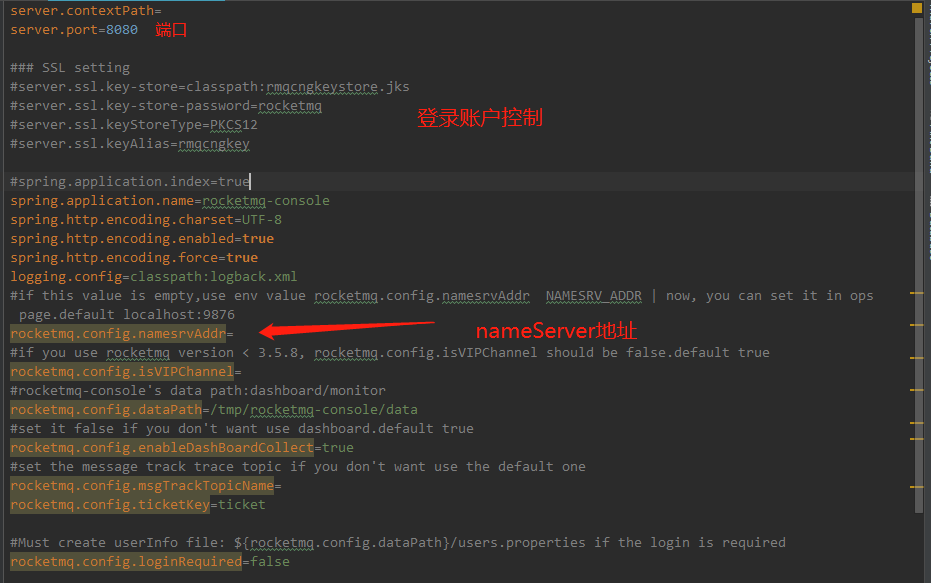 server.contextPath=
server.port=8080 端口
### SSL setting
#server.ssl.key-store=classpath:rmqcngkeystore.jks
#server.ssl.key-store-password=rocketmq
登录账户控制
#server.ssl.keyStoreType=PKCS12
#server.ssl.keyAlias=rmqcngkey
#spring.application.index=true
spring.application.name=rocketmq-console
spring.http.encoding.charset=UTF-8
spring.http.encoding.enabled=true
spring.http.encoding.force=true
logging.config=classpath:logback.xml
#if this value is empty,use env value rocketmq.config.namesrvAddr  NAMESRV_ADDR | now, you can set it in ops
page.default localhost:9876
rocketmq.config.namesrvAddr=
nameServer地址
#if you use rocketmq version < 3.5.8, rocketmq.config.isVIPChannel should be false.default true
rocketmq.config.isVIPChannel=
#rocketmq-console's data path:dashboard/monitor
rocketmq.config.dataPath=/tmp/rocketmq-console/data
#set it false if you don't want use dashboard.default true
rocketmq.config.enableDashBoardCollect=true
#set the message track trace topic if you don't want use the default one
rocketmq.config.msgTrackTopicName=
rocketmq.config.ticketKey=ticket
#Must create userInfo file: ${rocketmq.config.dataPath}/users.properties if the login is required
rocketmq.config.loginRequired=false